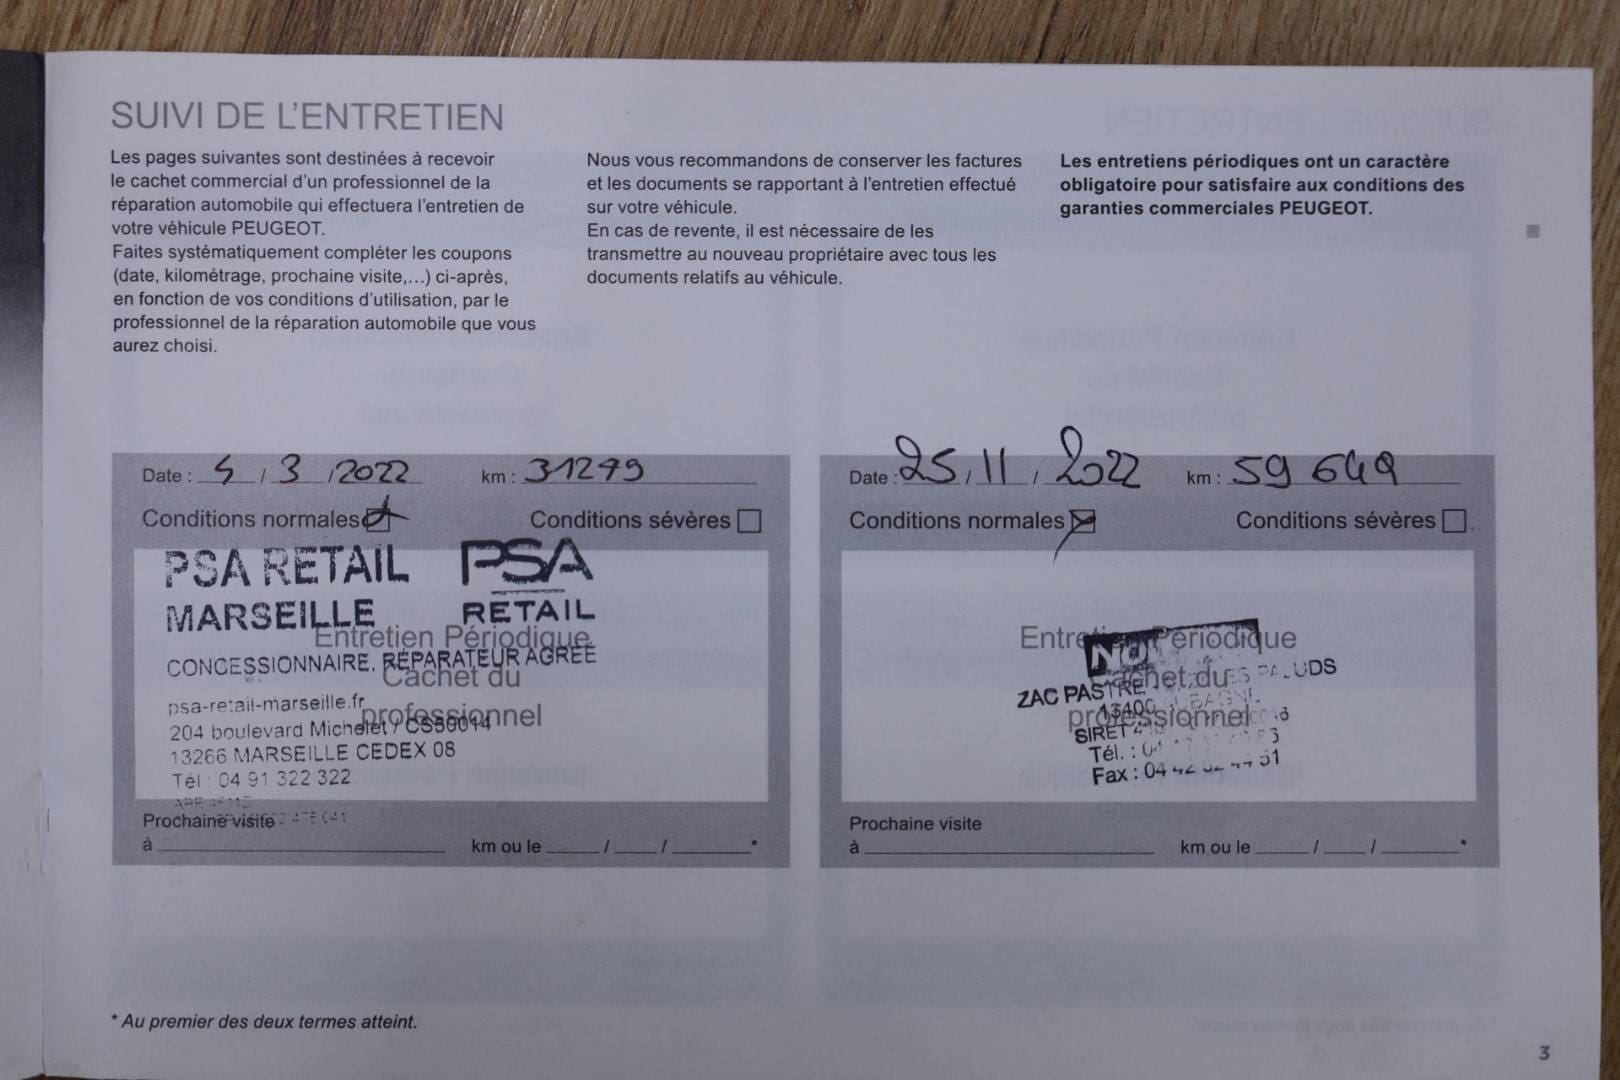 SUIVI DE L'ENTRETIEN
Les pages suivantes sont destinées à recevoir
le cachet commercial d'un professionnel de la
réparation automobile qui effectuera l'entretien de
votre véhicule PEUGEOT.
Faites systématiquement compléter les coupons
(date, kilométrage, prochaine visite,...) ci-après,
en fonction de vos conditions d'utilisation, par le
professionnel de la réparation automobile que vous
aurez choisi.
Nous vous recommandons de conserver les factures
et les documents se rapportant à l'entretien effectué
sur votre véhicule.
En cas de revente, il est nécessaire de les
transmettre au nouveau propriétaire avec tous les
documents relatifs au véhicule.
Les entretiens périodiques ont un caractère
obligatoire pour satisfaire aux conditions des
garanties commerciales PEUGEOT.
Date : / 3 / 2022 km : 31299
Conditions normales Conditions sévères
PSA RETAIL PSA
MARSEILLE RETAIL
Entretien Périodique
CONCESSIONNAIRE, RÉPARATEUR AGRÉÉ
Cachet du
psa-retail-marseille.fr
professionnel
204 boulevard Michelet / CS50014
13266 MARSEILLE CEDEX 08
Tél : 04 91 322 322
Prochaine visite
à km ou le / / *
Date : 25 / 11 / 2022 km : 59 649
Conditions normales Conditions sévères
Entretien Périodique
Cachet du
ZAC PASTRE PALUDS
13400
professionnel
SIRET
Tél. : 04
Fax : 04 42
Prochaine visite
à km ou le / / *
* Au premier des deux termes atteint.
3